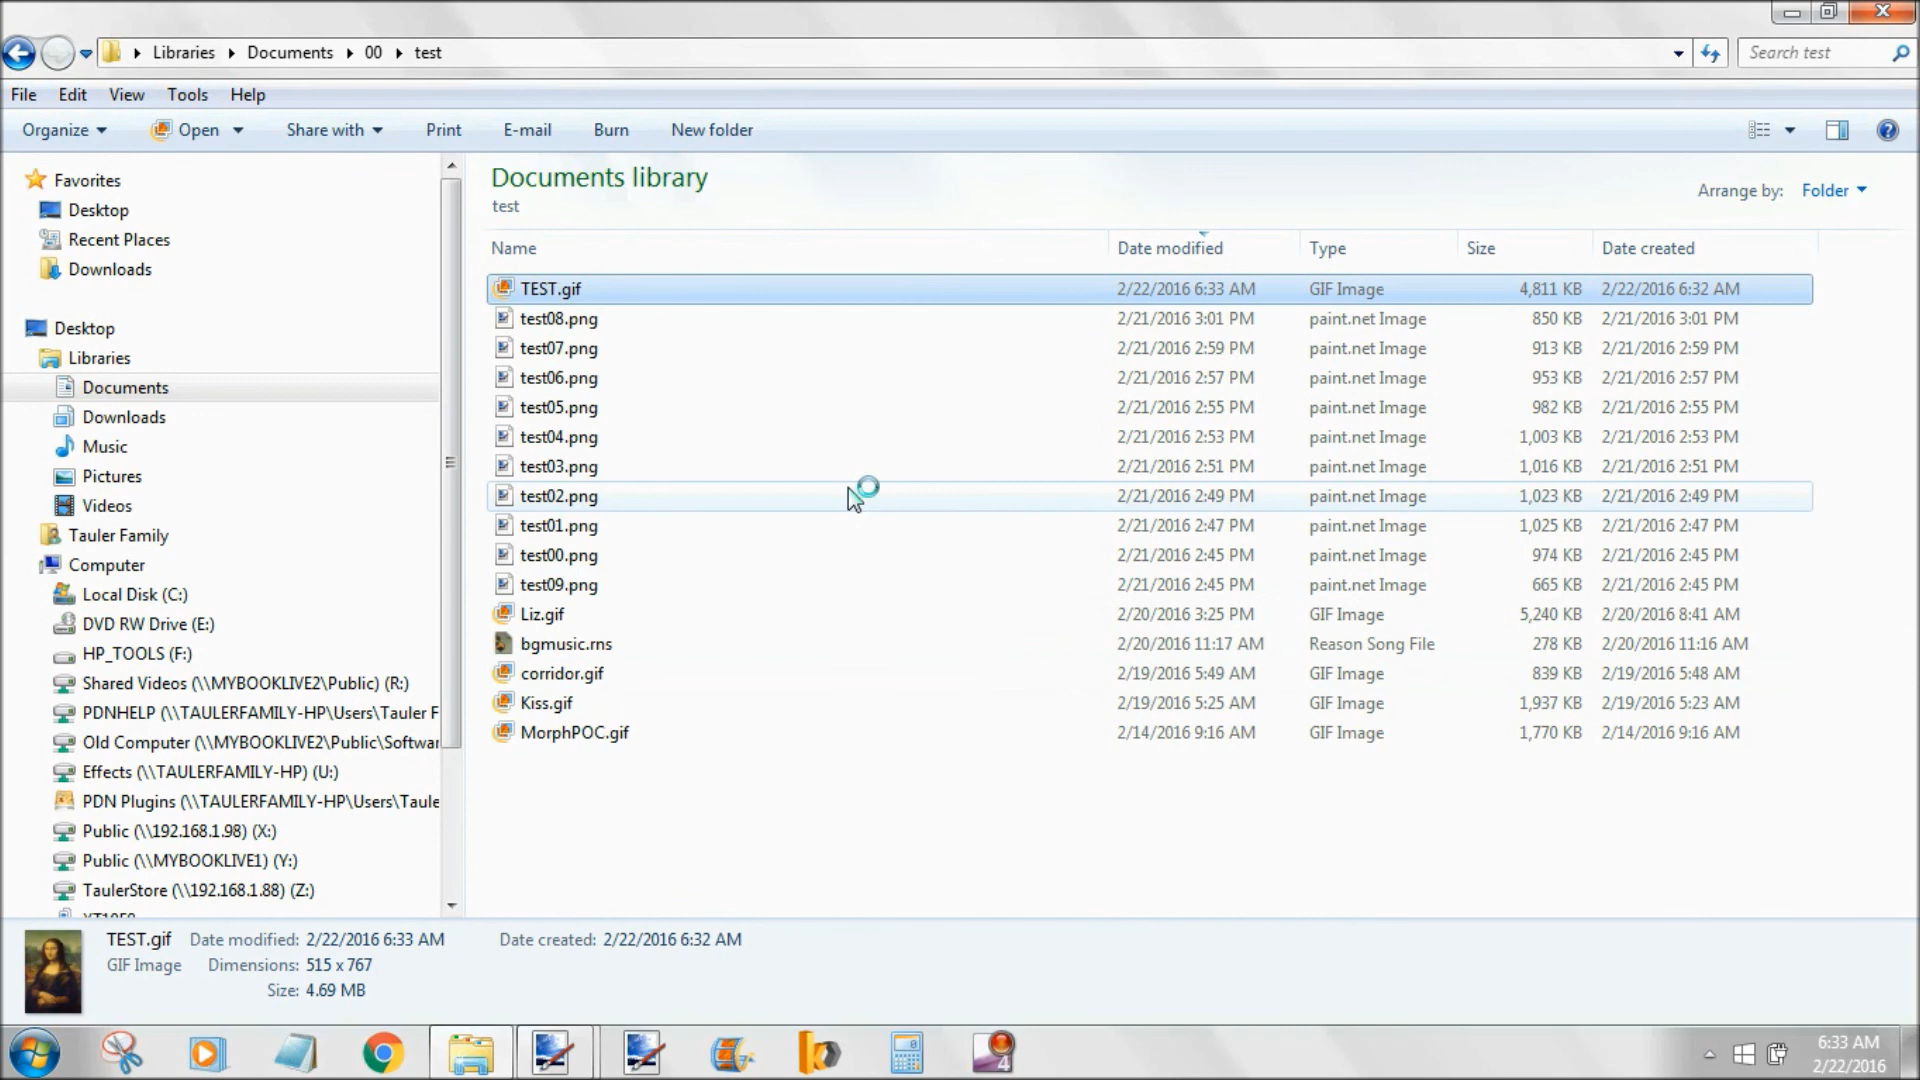 Libraries Documents 00 test
Search test
File Edit View Tools Help
Organize Open Share with Print E-mail Burn New folder
Favorites
Desktop
Recent Places
Downloads
Desktop
Libraries
Documents
Downloads
Music
Pictures
Videos
Tauler Family
Computer
Local Disk (C:)
DVD RW Drive (E:)
HP_TOOLS (F:)
Shared Videos (\\MYBOOKLIVE2\Public) (R:)
PDNHELP (\\TAULERFAMILY-HP\Users\Tauler F
Old Computer (\\MYBOOKLIVE2\Public\Softwar
Effects (\\TAULERFAMILY-HP) (U:)
PDN Plugins (\\TAULERFAMILY-HP\Users\Taule
Public (\\192.168.1.98) (X:)
Public (\\MYBOOKLIVE1) (Y:)
TaulerStore (\\192.168.1.88) (Z:)
Documents library
test
Arrange by: Folder
Name Date modified Type Size Date created
TEST.gif 2/22/2016 6:33 AM GIF Image 4,811 KB 2/22/2016 6:32 AM
test08.png 2/21/2016 3:01 PM paint.net Image 850 KB 2/21/2016 3:01 PM
test07.png 2/21/2016 2:59 PM paint.net Image 913 KB 2/21/2016 2:59 PM
test06.png 2/21/2016 2:57 PM paint.net Image 953 KB 2/21/2016 2:57 PM
test05.png 2/21/2016 2:55 PM paint.net Image 982 KB 2/21/2016 2:55 PM
test04.png 2/21/2016 2:53 PM paint.net Image 1,003 KB 2/21/2016 2:53 PM
test03.png 2/21/2016 2:51 PM paint.net Image 1,016 KB 2/21/2016 2:51 PM
test02.png 2/21/2016 2:49 PM paint.net Image 1,023 KB 2/21/2016 2:49 PM
test01.png 2/21/2016 2:47 PM paint.net Image 1,025 KB 2/21/2016 2:47 PM
test00.png 2/21/2016 2:45 PM paint.net Image 974 KB 2/21/2016 2:45 PM
test09.png 2/21/2016 2:45 PM paint.net Image 665 KB 2/21/2016 2:45 PM
Liz.gif 2/20/2016 3:25 PM GIF Image 5,240 KB 2/20/2016 8:41 AM
bgmusic.rns 2/20/2016 11:17 AM Reason Song File 278 KB 2/20/2016 11:16 AM
corridor.gif 2/19/2016 5:49 AM GIF Image 839 KB 2/19/2016 5:48 AM
Kiss.gif 2/19/2016 5:25 AM GIF Image 1,937 KB 2/19/2016 5:23 AM
MorphPOC.gif 2/14/2016 9:16 AM GIF Image 1,770 KB 2/14/2016 9:16 AM
TEST.gif Date modified: 2/22/2016 6:33 AM Date created: 2/22/2016 6:32 AM
GIF Image Dimensions: 515 x 767
Size: 4.69 MB
6:33 AM
2/22/2016